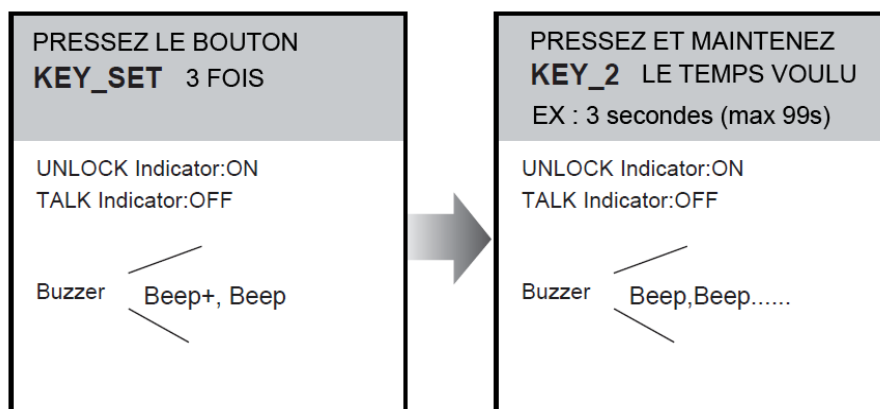 PRESSEZ LE BOUTON
KEY_SET 3 FOIS
UNLOCK Indicator:ON
TALK Indicator:OFF
Buzzer Beep+, Beep
PRESSEZ ET MAINTENEZ
KEY_2 LE TEMPS VOULU
EX : 3 secondes (max 99s)
UNLOCK Indicator:ON
TALK Indicator:OFF
Buzzer Beep,Beep......